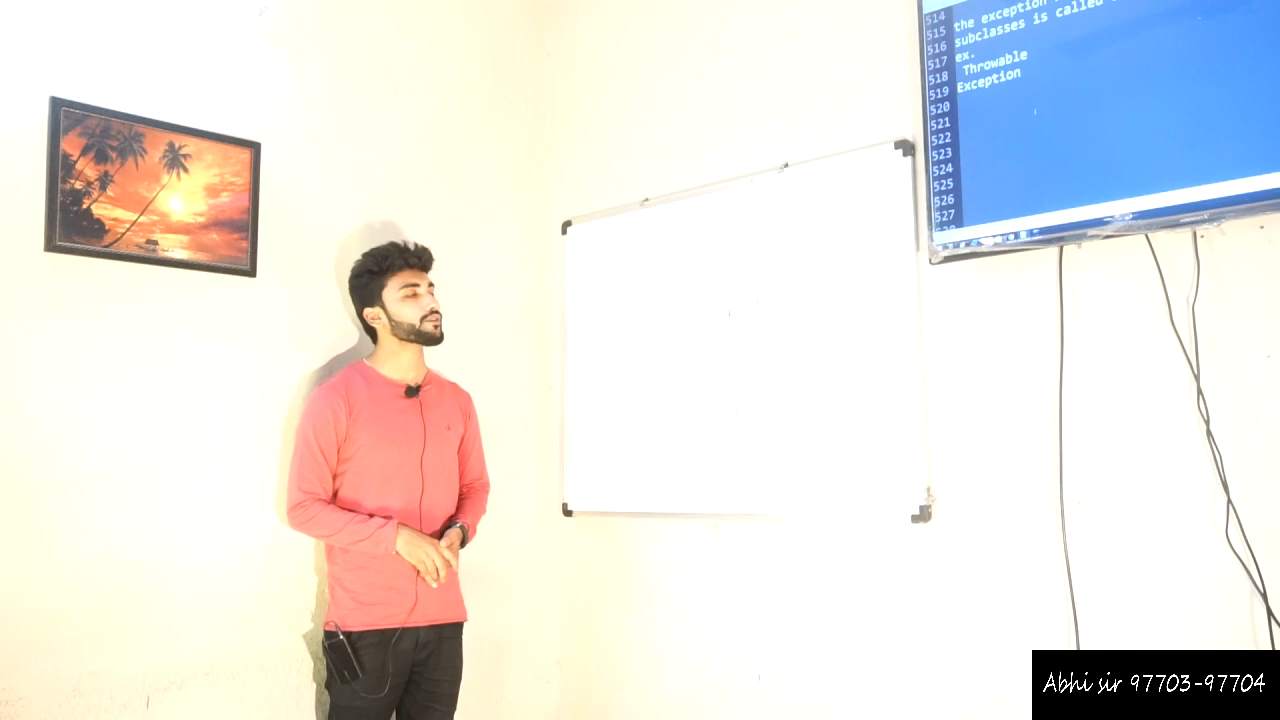 514
515 the exception
516 subclasses is called
517 ex.
518 Throwable
519 Exception
520
521
522
523
524
525
526
527
Abhi sir 97703-97704